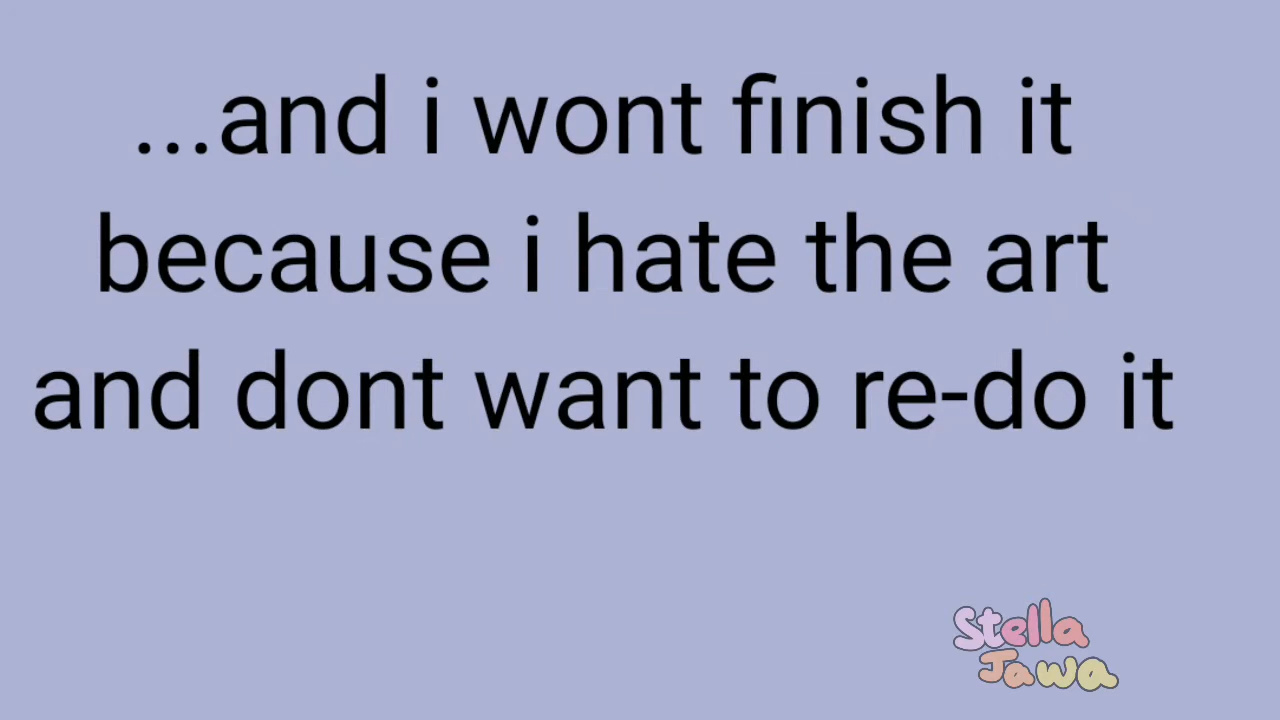 ...and i wont finish it
because i hate the art
and dont want to re-do it
Stella
Jawa